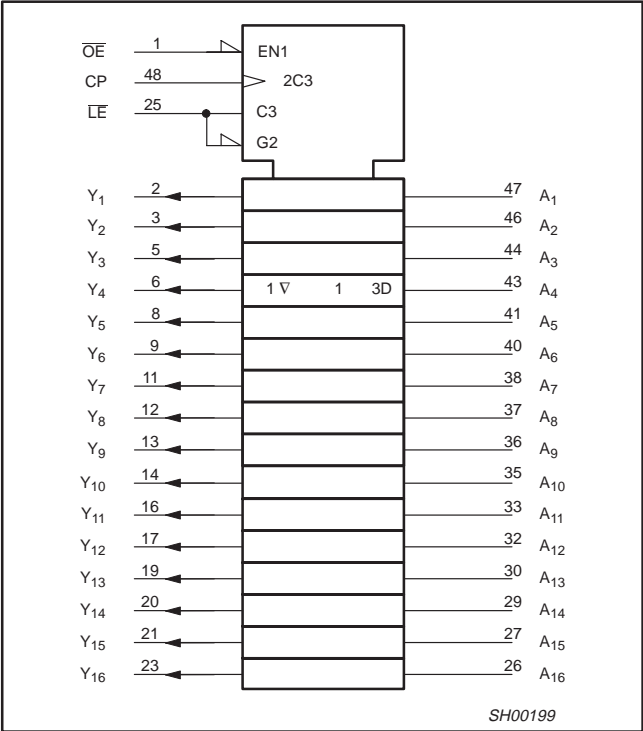 O̅E̅ 1 EN1
CP 48 2C3
L̅E̅ 25 C3
G2
Y₁ 2 47 A₁
Y₂ 3 46 A₂
Y₃ 5 44 A₃
Y₄ 6 1 ∇ 1 3D 43 A₄
Y₅ 8 41 A₅
Y₆ 9 40 A₆
Y₇ 11 38 A₇
Y₈ 12 37 A₈
Y₉ 13 36 A₉
Y₁₀ 14 35 A₁₀
Y₁₁ 16 33 A₁₁
Y₁₂ 17 32 A₁₂
Y₁₃ 19 30 A₁₃
Y₁₄ 20 29 A₁₄
Y₁₅ 21 27 A₁₅
Y₁₆ 23 26 A₁₆
SH00199